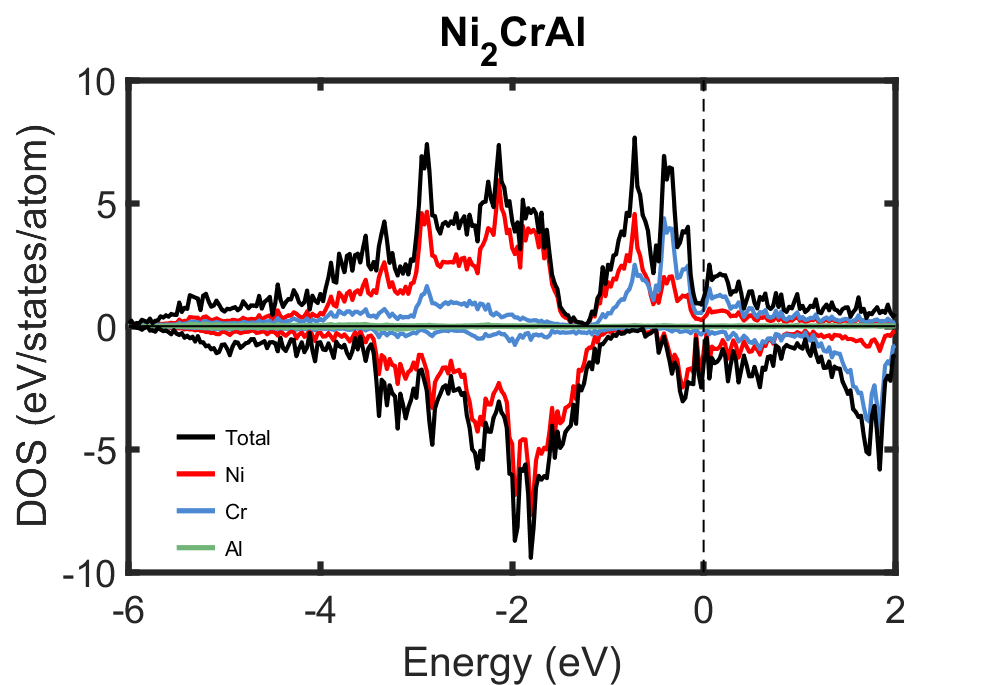 Ni2CrAl
10
5
0
-5
-10
DOS (eV/states/atom)
Total
Ni
Cr
Al
-6 -4 -2 0 2
Energy (eV)